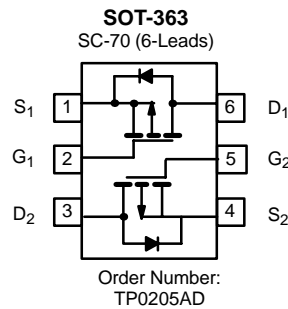 SOT-363
SC-70 (6-Leads)
S1 1 6 D1
G1 2 5 G2
D2 3 4 S2
Order Number:
TP0205AD